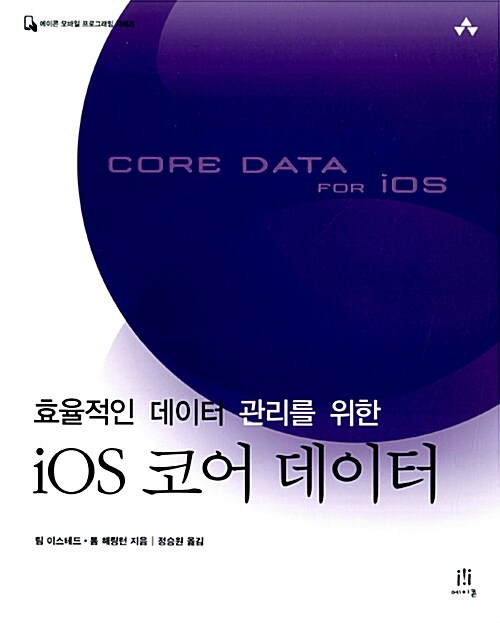 에이콘 모바일 프로그래밍 시리즈
CORE DATA
FOR iOS
효율적인 데이터 관리를 위한
iOS 코어 데이터
팀 이스테드 · 톰 해링턴 지음 | 정승원 옮김
에이콘